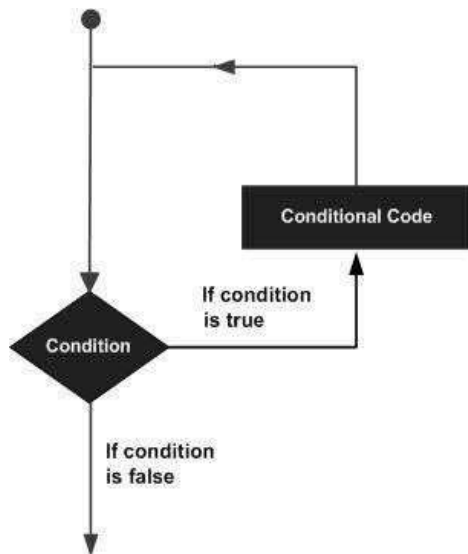 Conditional Code
If condition
is true
Condition
If condition
is false